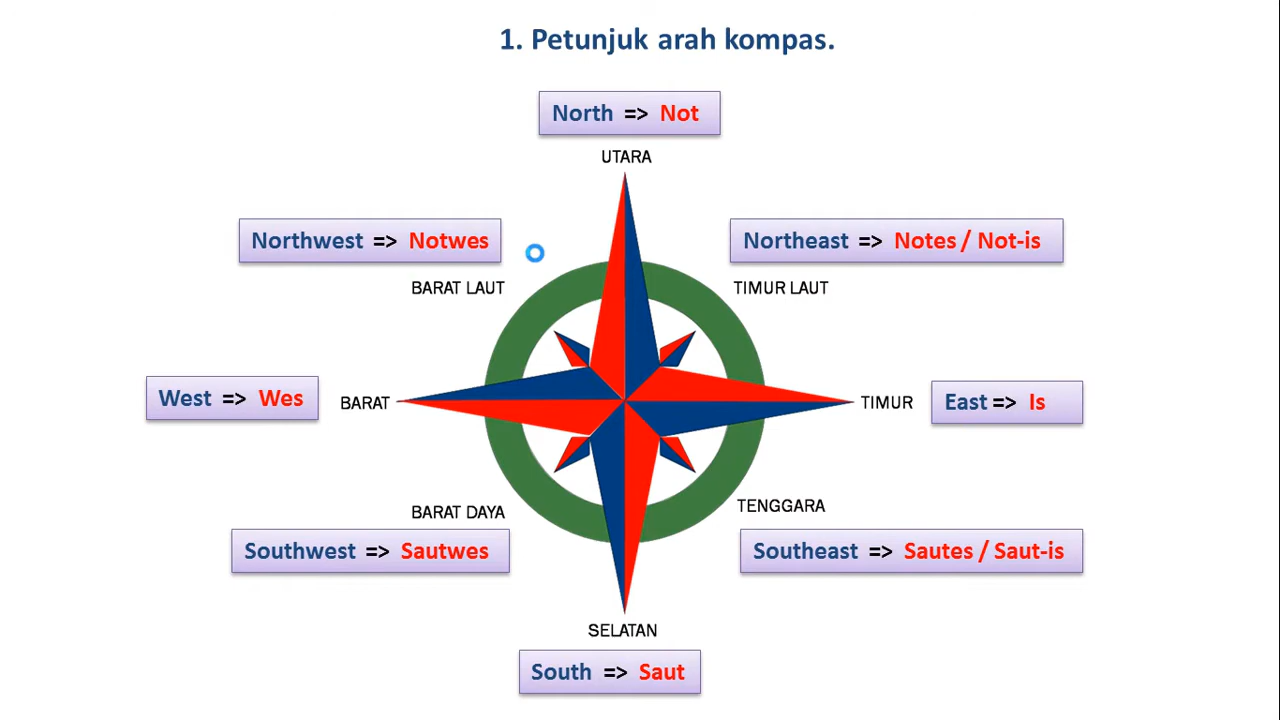 1. Petunjuk arah kompas.
North => Not
UTARA
Northwest => Notwes
Northeast => Notes / Not-is
BARAT LAUT
TIMUR LAUT
West => Wes
BARAT
TIMUR
East => Is
BARAT DAYA
TENGGARA
Southwest => Sautwes
Southeast => Sautes / Saut-is
SELATAN
South => Saut